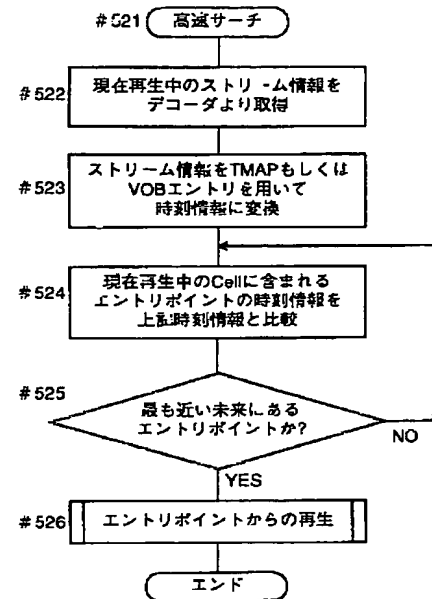 #521 高速サーチ
#522 現在再生中のストリーム情報を
デコーダより取得
#523 ストリーム情報をTMAPもしくは
VOBエントリを用いて
時刻情報に変換
#524 現在再生中のCellに含まれる
エントリポイントの時刻情報を
上記時刻情報と比較
#525
最も近い未来にある
エントリポイントか?
NO
YES
#526 エントリポイントからの再生
エンド